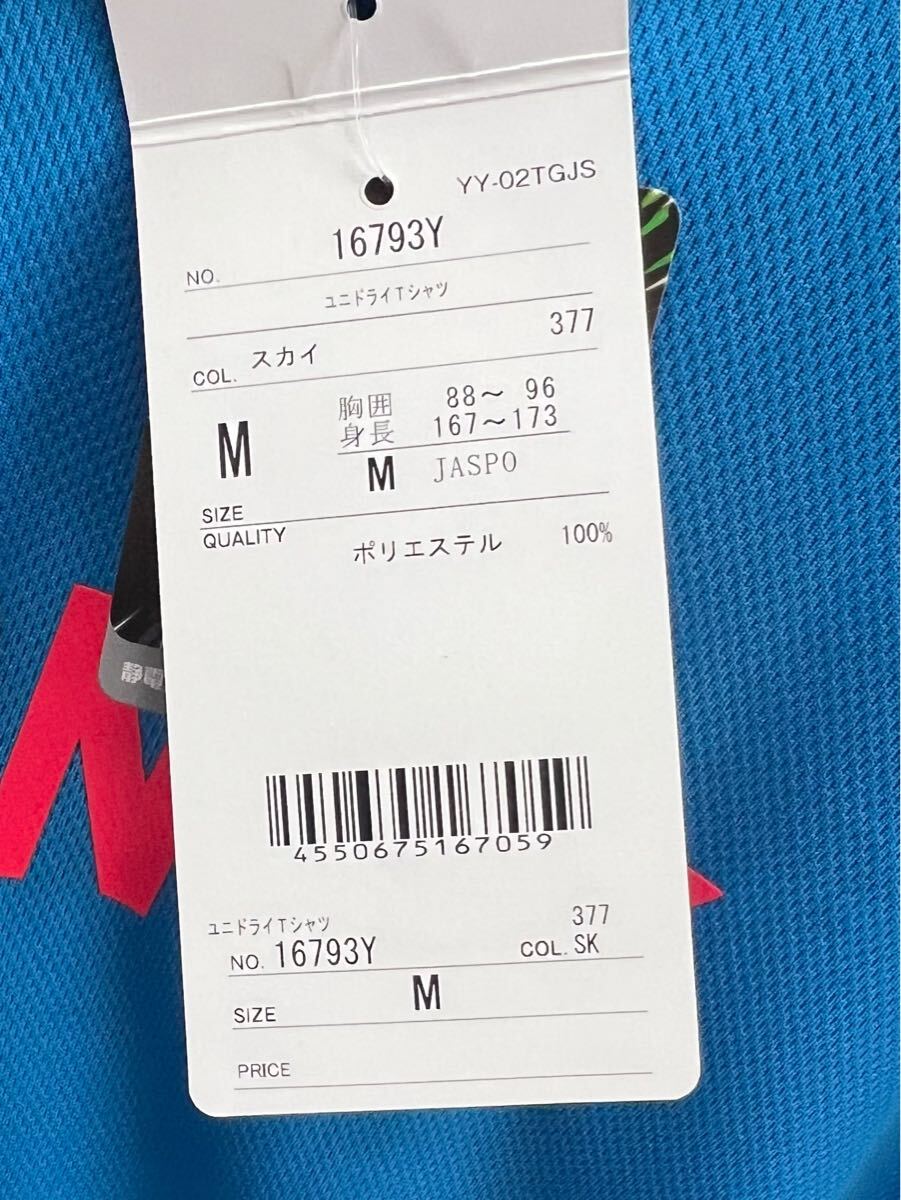 YY-02TGJS
NO. 16793Y
ユニドライTシャツ
COL. スカイ 377
胸囲 88～ 96
身長 167～173
M
M JASPO
SIZE
QUALITY
ポリエステル 100%
静電
4550675167059
ユニドライTシャツ 377
NO. 16793Y COL. SK
SIZE M
PRICE